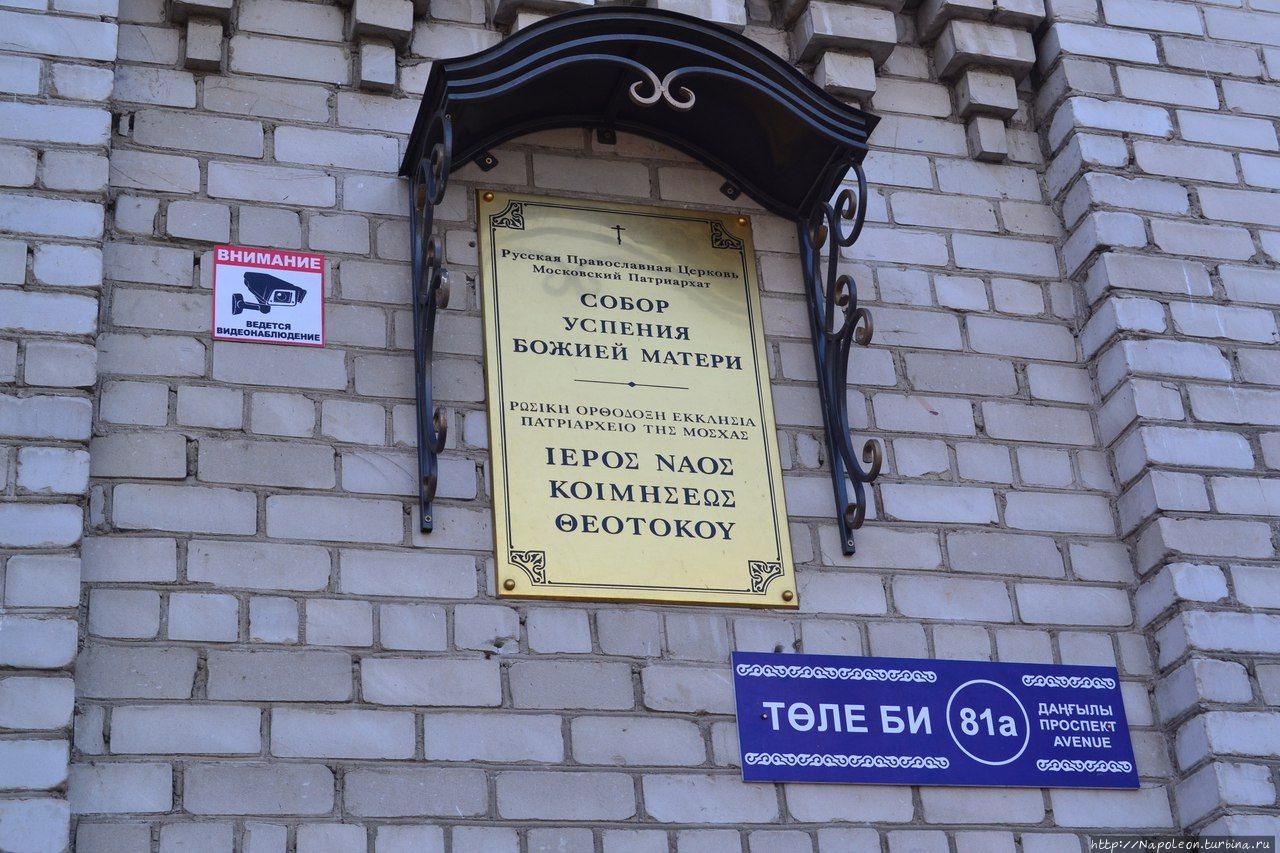 ВНИМАНИЕ
ВЕДЕТСЯ
ВИДЕОНАБЛЮДЕНИЕ
Русская Православная Церковь
Московский Патриархат
СОБОР
УСПЕНИЯ
БОЖИЕЙ МАТЕРИ
ΡΩΣΙΚΗ ΟΡΘΟΔΟΞΗ ΕΚΚΛΗΣΙΑ
ΠΑΤΡΙΑΡΧΕΙΟ ΤΗΣ ΜΟΣΧΑΣ
ΙΕΡΟΣ ΝΑΟΣ
ΚΟΙΜΗΣΕΩΣ
ΘΕΟΤΟΚΟΥ
ТӨЛЕ БИ
81а
ДАҢҒЫЛЫ
ПРОСПЕКТ
AVENUE
http://Napoleon.turbina.ru